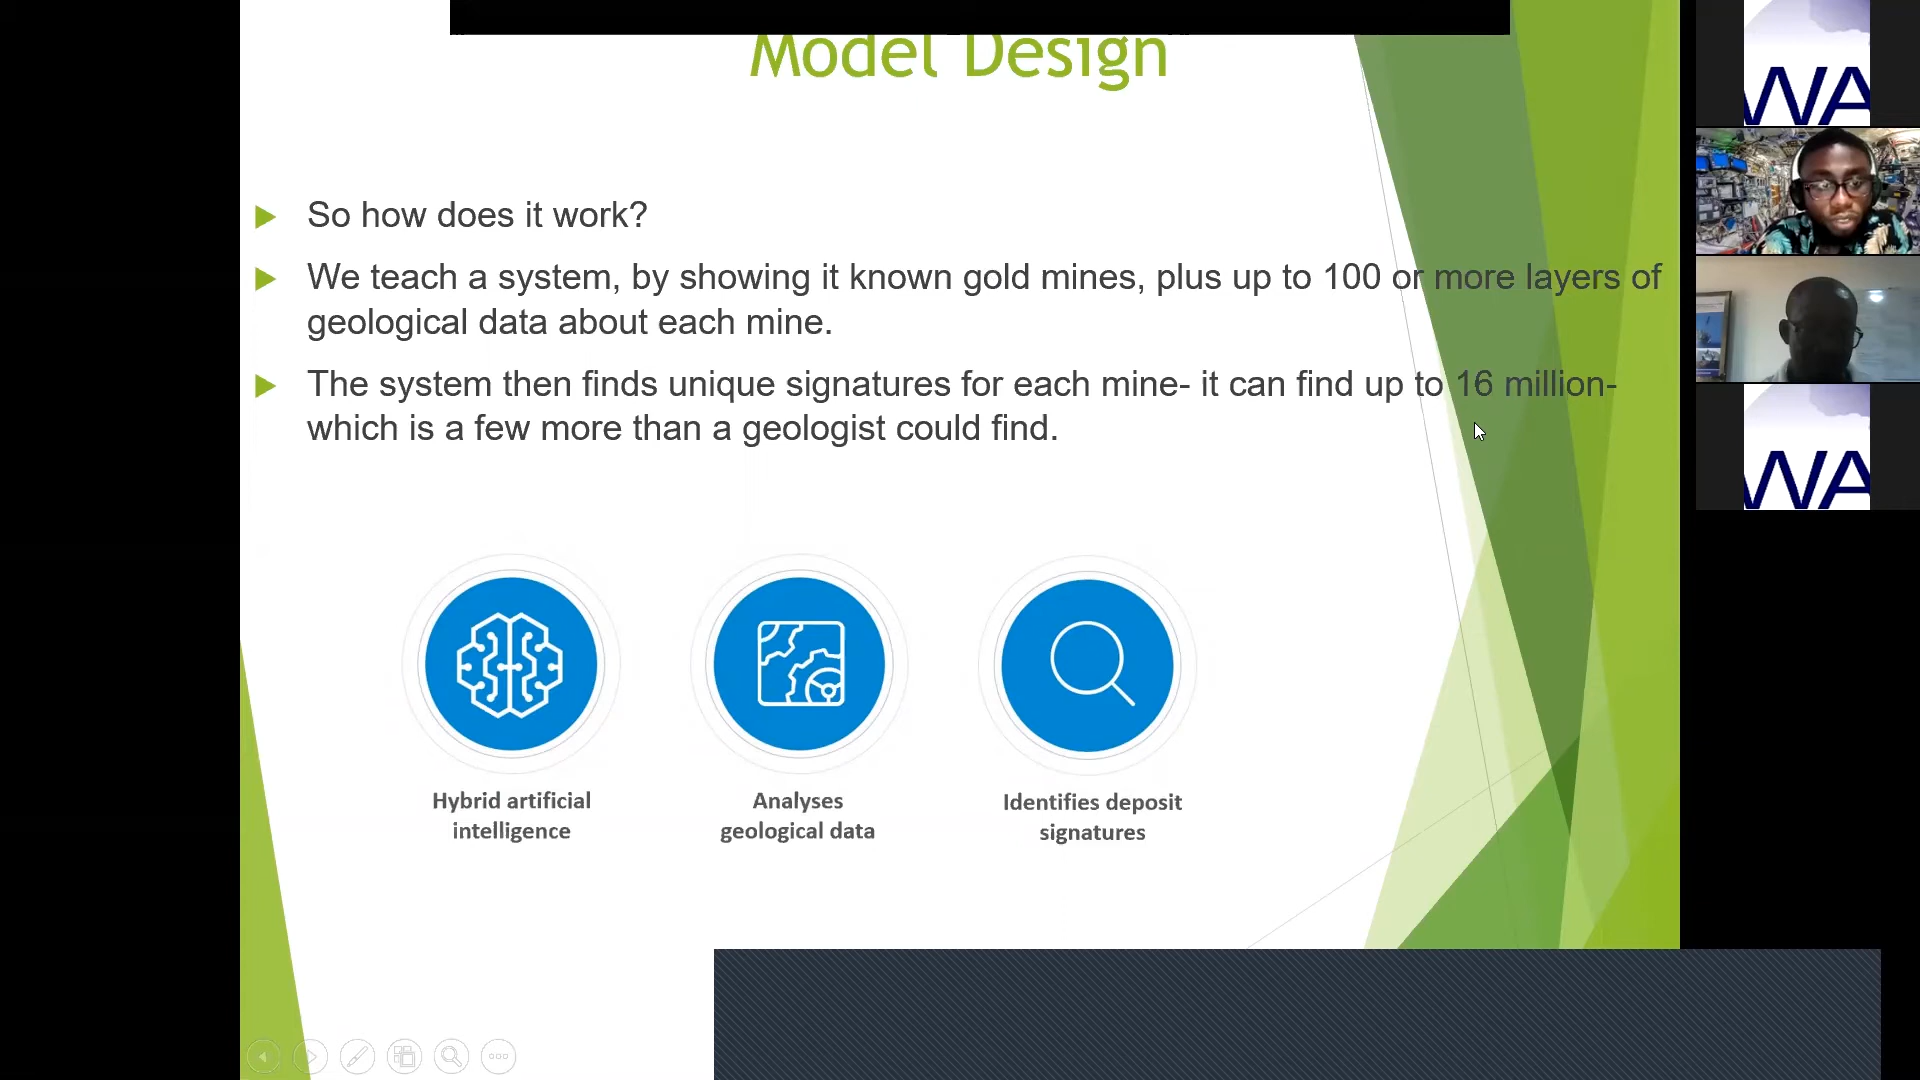 Model Design
So how does it work?
We teach a system, by showing it known gold mines, plus up to 100 or more layers of
geological data about each mine.
The system then finds unique signatures for each mine- it can find up to 16 million-
which is a few more than a geologist could find.
Hybrid artificial
intelligence
Analyses
geological data
Identifies deposit
signatures
WA
WA